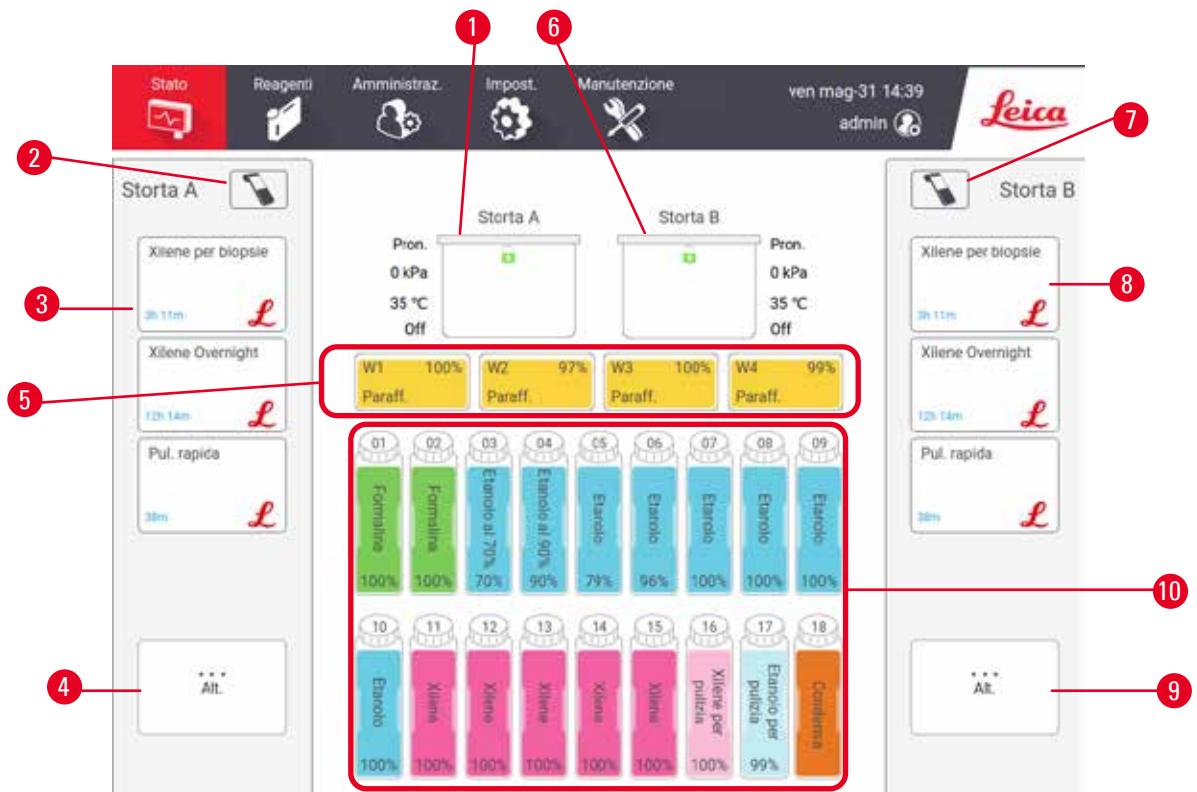 1
6
Stato
Reagenti
Amministraz.
Impost.
Manutenzione
ven mag-31 14:39
admin
Leica
7
2
Storta A
Storta B
Storta A
Storta B
Pron.
0 kPa
35 °C
Off
Pron.
0 kPa
35 °C
Off
3
Xilene per biopsie
3h 11m
Xilene Overnight
12h 14m
Pul. rapida
38m
8
Xilene per biopsie
3h 11m
Xilene Overnight
12h 14m
Pul. rapida
38m
5
W1 100%
Paraff.
W2 97%
Paraff.
W3 100%
Paraff.
W4 99%
Paraff.
01
Formalina
100%
02
Formalina
100%
03
Etanolo al 70%
70%
04
Etanolo al 90%
90%
05
Etanolo
79%
06
Etanolo
96%
07
Etanolo
100%
08
Etanolo
100%
09
Etanolo
100%
10
10
Etanolo
100%
11
Xilene
100%
12
Xilene
100%
13
Xilene
100%
14
Xilene
100%
15
Xilene
100%
16
Xilene per
pulizia
100%
17
Etanolo per
pulizia
99%
18
Condensa
4
...
Alt.
...
Alt.
9